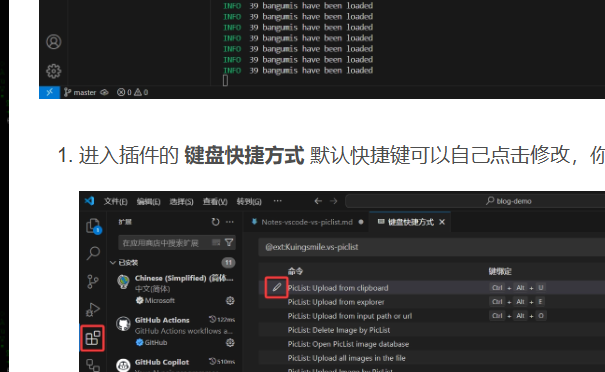 INFO 39 bangumis have been loaded
INFO 39 bangumis have been loaded
INFO 39 bangumis have been loaded
INFO 39 bangumis have been loaded
INFO 39 bangumis have been loaded
INFO 39 bangumis have been loaded
INFO 39 bangumis have been loaded
master 0 0
1. 进入插件的 键盘快捷方式 默认快捷键可以自己点击修改，你
文件(F) 编辑(E) 选择(S) 查看(V) 转到(G) ··· blog-demo
扩展 ··· Notes-vscode-vs-piclist.md 键盘快捷方式
在应用商店中搜索扩展
@ext:Kuingsmile.vs-piclist
已安装 11
命令 键绑定
Chinese (Simplified) (简体...
中文(简体)
Microsoft
PicList: Upload from clipboard Ctrl + Alt + U
PicList: Upload from explorer Ctrl + Alt + E
PicList: Upload from input path or url Ctrl + Alt + O
GitHub Actions 122ms
GitHub Actions workflows a...
GitHub
PicList: Delete Image by PicList
PicList: Open PicList image database
PicList: Upload all images in the file
GitHub Copilot 510ms
PicList: Upload Image by PicList